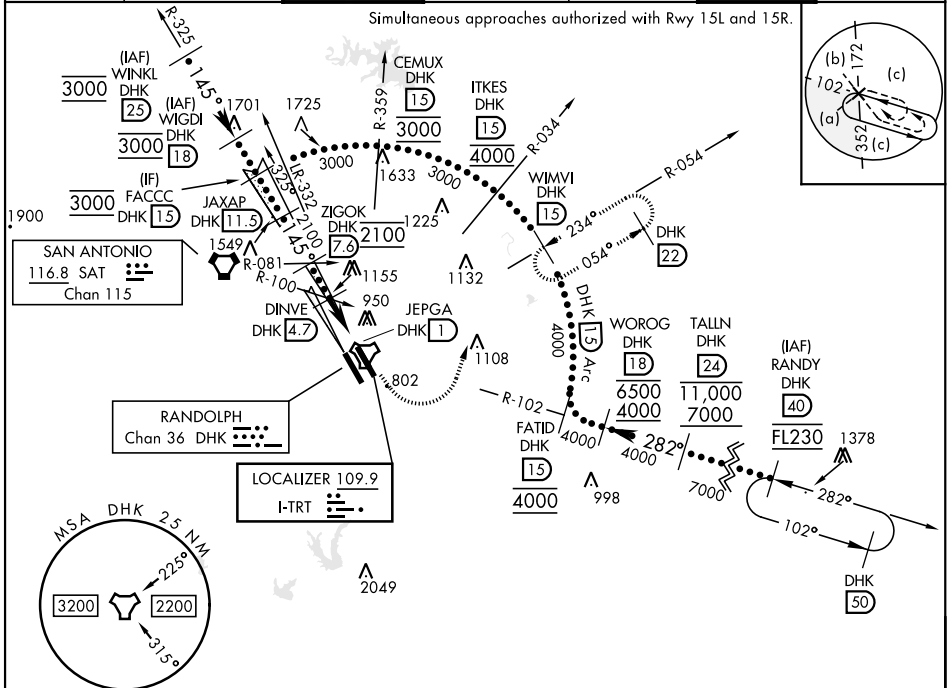 Simultaneous approaches authorized with Rwy 15L and 15R.
R-325
(IAF)
WINKL
DHK
25
3000
145°
(IAF)
WIGDI
DHK
18
3000
1701
1725
(IF)
FACCC
DHK 15
3000
JAXAP
DHK 11.5
325°
LR-332
2100
145°
3000
R-359
CEMUX
DHK
15
3000
1633
3000
ITKES
DHK
15
4000
R-034
WIMVI
DHK
15
R-054
234°
054°
DHK
22
(b)
172
102
(c)
(a)
352
(c)
1900
SAN ANTONIO
116.8 SAT
Chan 115
1549
R-081
R-100
ZIGOK
DHK
7.6
2100
1225
1155
950
1132
DINVE
DHK 4.7
JEPGA
DHK 1
1108
802
DHK 15 Arc
4000
WOROG
DHK
18
6500
4000
TALLN
DHK
24
11,000
7000
(IAF)
RANDY
DHK
40
FL230
1378
R-102
FATID
DHK
15
4000
4000
282°
4000
7000
998
282°
102°
DHK
50
RANDOLPH
Chan 36 DHK
LOCALIZER 109.9
I-TRT
2049
MSA DHK 25 NM
225°
3200
2200
315°